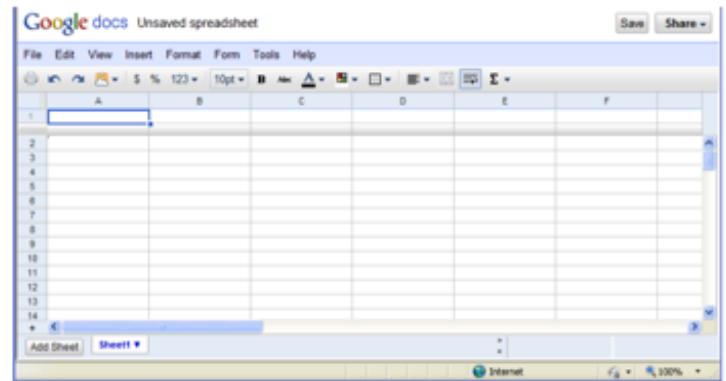 Google docs Unsaved spreadsheet Save Share
File Edit View Insert Format Form Tools Help
$ % 123 10pt B Abc A Σ
A B C D E F
1
2
3
4
5
6
7
8
9
10
11
12
13
14
+
Add Sheet Sheet1
Internet 100%